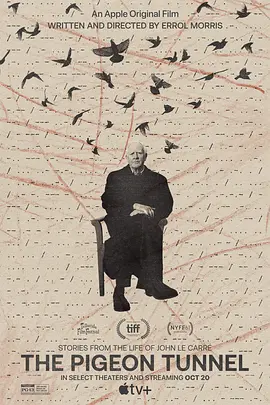 An Apple Original Film
WRITTEN AND DIRECTED BY ERROL MORRIS
tiff
NYFF61
STORIES FROM THE LIFE OF JOHN LE CARRÉ
THE PIGEON TUNNEL
IN SELECT THEATERS AND STREAMING OCT 20
tv+